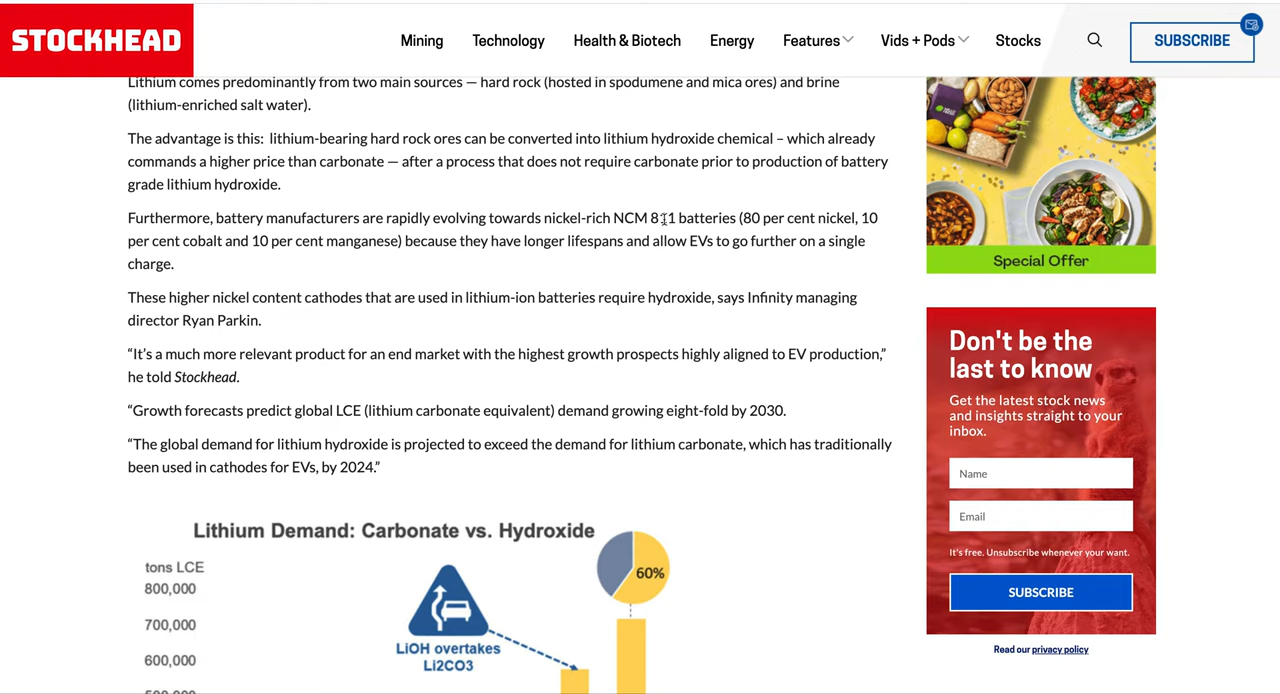 STOCKHEAD
Mining Technology Health & Biotech Energy Features Vids + Pods Stocks SUBSCRIBE
Lithium comes predominantly from two main sources — hard rock (hosted in spodumene and mica ores) and brine
(lithium-enriched salt water).
The advantage is this: lithium-bearing hard rock ores can be converted into lithium hydroxide chemical – which already
commands a higher price than carbonate — after a process that does not require carbonate prior to production of battery
grade lithium hydroxide.
Furthermore, battery manufacturers are rapidly evolving towards nickel-rich NCM 811 batteries (80 per cent nickel, 10
per cent cobalt and 10 per cent manganese) because they have longer lifespans and allow EVs to go further on a single
charge.
These higher nickel content cathodes that are used in lithium-ion batteries require hydroxide, says Infinity managing
director Ryan Parkin.
“It’s a much more relevant product for an end market with the highest growth prospects highly aligned to EV production,”
he told Stockhead.
“Growth forecasts predict global LCE (lithium carbonate equivalent) demand growing eight-fold by 2030.
“The global demand for lithium hydroxide is projected to exceed the demand for lithium carbonate, which has traditionally
been used in cathodes for EVs, by 2024.”
Lithium Demand: Carbonate vs. Hydroxide
tons LCE
800,000
700,000
600,000
60%
LiOH overtakes
Li2CO3
Special Offer
Don't be the
last to know
Get the latest stock news
and insights straight to your
inbox.
Name
Email
It's free. Unsubscribe whenever your want.
SUBSCRIBE
Read our privacy policy